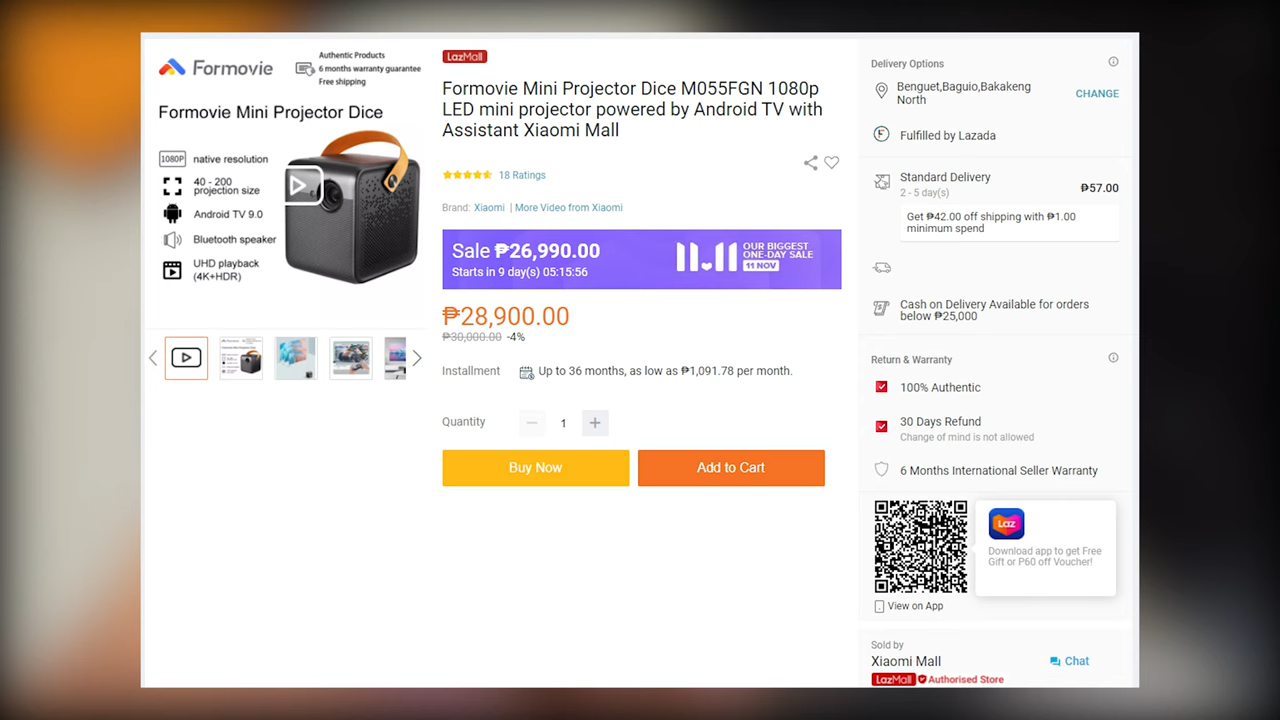 Formovie
Authentic Products
6 months warranty guarantee
Free shipping
Formovie Mini Projector Dice
1080P native resolution
40 - 200
projection size
Android TV 9.0
Bluetooth speaker
UHD playback
(4K+HDR)
LazMall
Formovie Mini Projector Dice M055FGN 1080p
LED mini projector powered by Android TV with
Assistant Xiaomi Mall
18 Ratings
Brand: Xiaomi | More Video from Xiaomi
Sale ₱26,990.00
Starts in 9 day(s) 05:15:56
11.11
OUR BIGGEST
ONE-DAY SALE
11 NOV
₱28,900.00
₱30,000.00 -4%
Installment Up to 36 months, as low as ₱1,091.78 per month.
Quantity 1
Buy Now
Add to Cart
Delivery Options
Benguet,Baguio,Bakakeng
North
CHANGE
Fulfilled by Lazada
Standard Delivery
2 - 5 day(s)
₱57.00
Get ₱42.00 off shipping with ₱1.00
minimum spend
Cash on Delivery Available for orders
below ₱25,000
Return & Warranty
100% Authentic
30 Days Refund
Change of mind is not allowed
6 Months International Seller Warranty
Laz
Download app to get Free
Gift or P60 off Voucher!
View on App
Sold by
Xiaomi Mall
Chat
LazMall Authorised Store